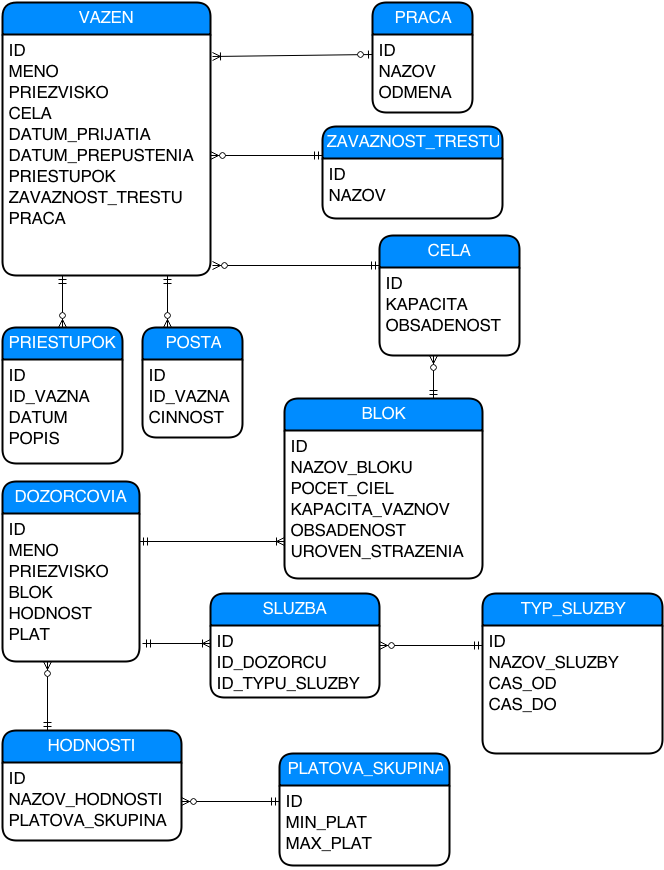 VAZEN
ID
MENO
PRIEZVISKO
CELA
DATUM_PRIJATIA
DATUM_PREPUSTENIA
PRIESTUPOK
ZAVAZNOST_TRESTU
PRACA
PRACA
ID
NAZOV
ODMENA
ZAVAZNOST_TRESTU
ID
NAZOV
CELA
ID
KAPACITA
OBSADENOST
PRIESTUPOK
ID
ID_VAZNA
DATUM
POPIS
POSTA
ID
ID_VAZNA
CINNOST
BLOK
ID
NAZOV_BLOKU
POCET_CIEL
KAPACITA_VAZNOV
OBSADENOST
UROVEN_STRAZENIA
DOZORCOVIA
ID
MENO
PRIEZVISKO
BLOK
HODNOST
PLAT
SLUZBA
ID
ID_DOZORCU
ID_TYPU_SLUZBY
TYP_SLUZBY
ID
NAZOV_SLUZBY
CAS_OD
CAS_DO
HODNOSTI
ID
NAZOV_HODNOSTI
PLATOVA_SKUPINA
PLATOVA_SKUPINA
ID
MIN_PLAT
MAX_PLAT